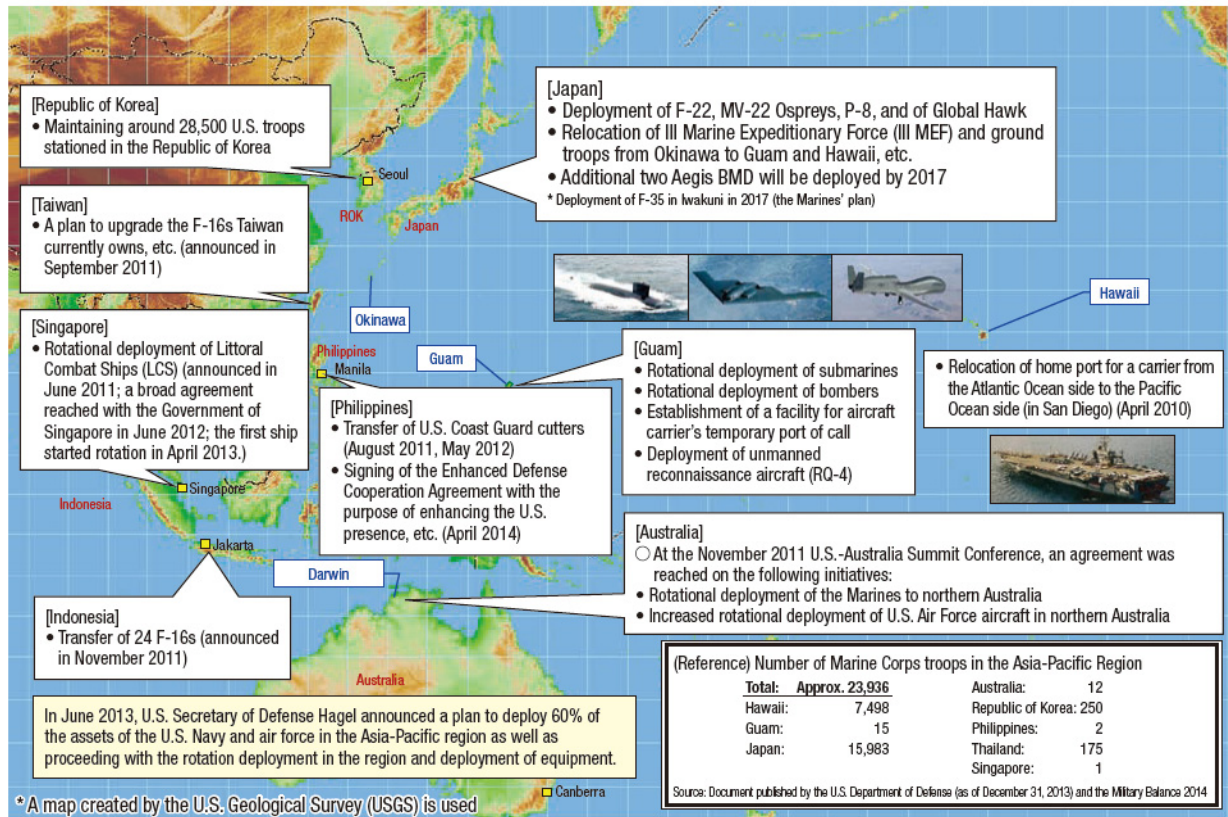 [Republic of Korea]
• Maintaining around 28,500 U.S. troops
stationed in the Republic of Korea
Seoul
ROK
Japan
[Japan]
• Deployment of F-22, MV-22 Ospreys, P-8, and of Global Hawk
• Relocation of III Marine Expeditionary Force (III MEF) and ground
troops from Okinawa to Guam and Hawaii, etc.
• Additional two Aegis BMD will be deployed by 2017
* Deployment of F-35 in Iwakuni in 2017 (the Marines' plan)
[Taiwan]
• A plan to upgrade the F-16s Taiwan
currently owns, etc. (announced in
September 2011)
Okinawa
Hawaii
[Singapore]
• Rotational deployment of Littoral
Combat Ships (LCS) (announced in
June 2011; a broad agreement
reached with the Government of
Singapore in June 2012; the first ship
started rotation in April 2013.)
Philippines
Manila
Guam
[Philippines]
• Transfer of U.S. Coast Guard cutters
(August 2011, May 2012)
• Signing of the Enhanced Defense
Cooperation Agreement with the
purpose of enhancing the U.S.
presence, etc. (April 2014)
[Guam]
• Rotational deployment of submarines
• Rotational deployment of bombers
• Establishment of a facility for aircraft
carrier's temporary port of call
• Deployment of unmanned
reconnaissance aircraft (RQ-4)
• Relocation of home port for a carrier from
the Atlantic Ocean side to the Pacific
Ocean side (in San Diego) (April 2010)
Singapore
Indonesia
Jakarta
Darwin
[Australia]
○ At the November 2011 U.S.-Australia Summit Conference, an agreement was
reached on the following initiatives:
• Rotational deployment of the Marines to northern Australia
• Increased rotational deployment of U.S. Air Force aircraft in northern Australia
[Indonesia]
• Transfer of 24 F-16s (announced
in November 2011)
Australia
In June 2013, U.S. Secretary of Defense Hagel announced a plan to deploy 60% of
the assets of the U.S. Navy and air force in the Asia-Pacific region as well as
proceeding with the rotation deployment in the region and deployment of equipment.
Canberra
(Reference) Number of Marine Corps troops in the Asia-Pacific Region
Total: Approx. 23,936
Hawaii: 7,498
Guam: 15
Japan: 15,983
Australia: 12
Republic of Korea: 250
Philippines: 2
Thailand: 175
Singapore: 1
Source: Document published by the U.S. Department of Defense (as of December 31, 2013) and the Military Balance 2014
* A map created by the U.S. Geological Survey (USGS) is used